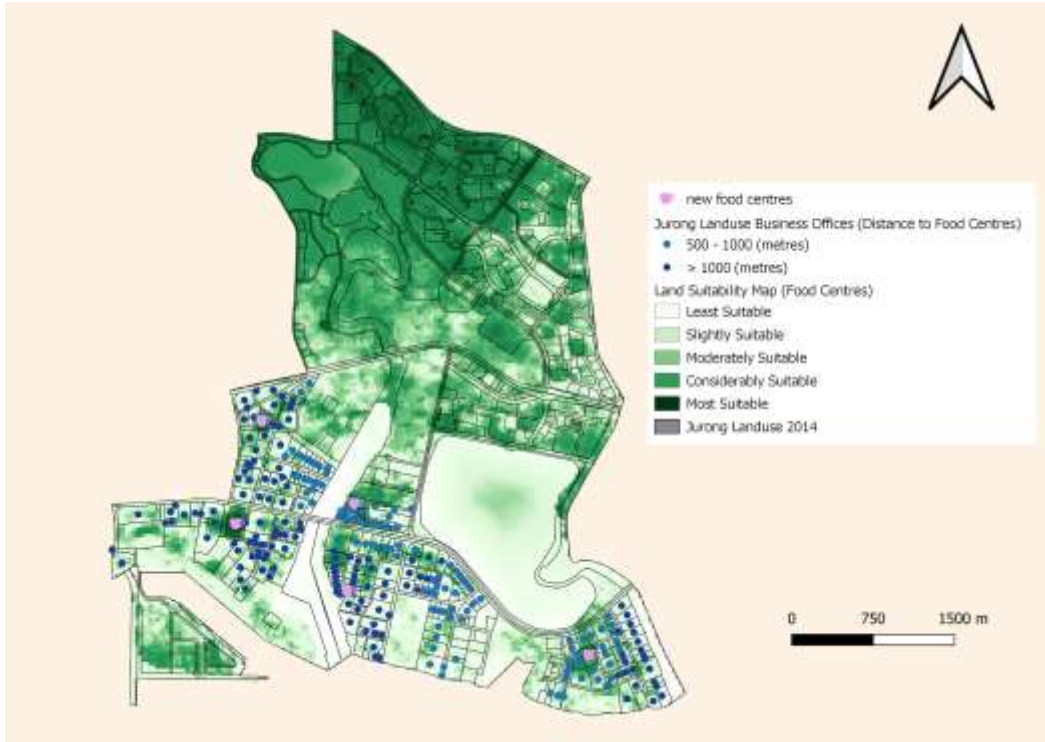 new food centres
Jurong Landuse Business Offices (Distance to Food Centres)
500 - 1000 (metres)
> 1000 (metres)
Land Suitability Map (Food Centres)
Least Suitable
Slightly Suitable
Moderately Suitable
Considerably Suitable
Most Suitable
Jurong Landuse 2014
0 750 1500 m